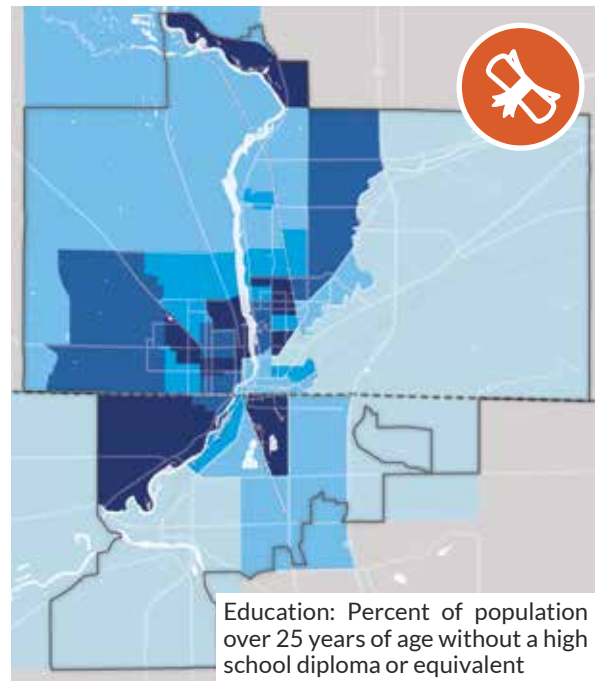 Education: Percent of population
over 25 years of age without a high
school diploma or equivalent